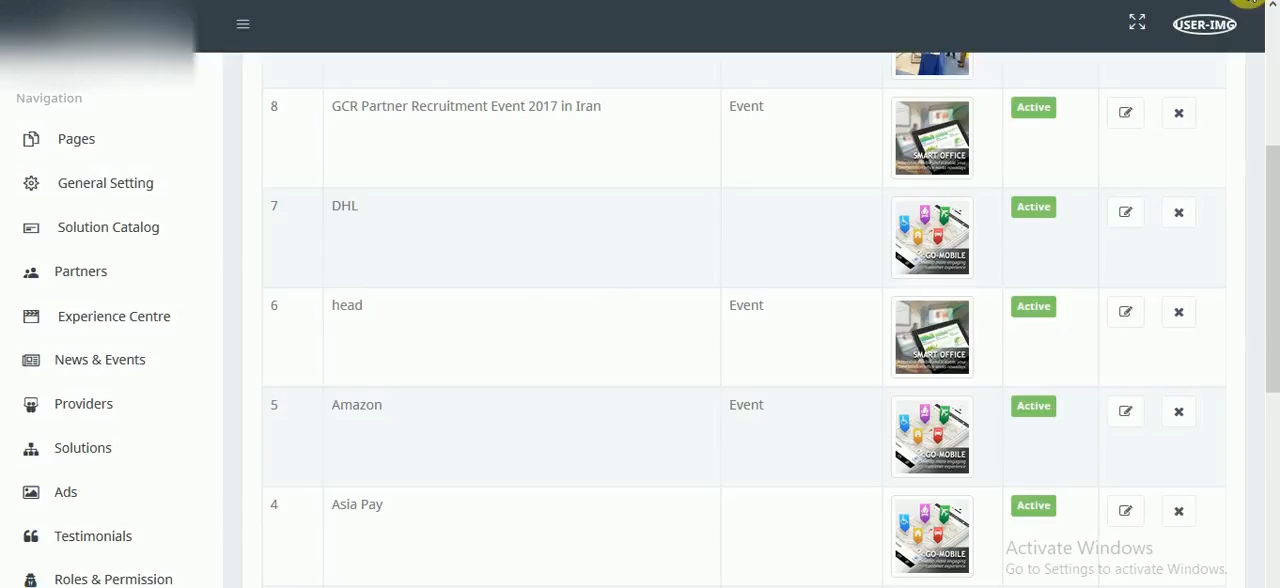 USER-IMG
Navigation
Pages
General Setting
Solution Catalog
Partners
Experience Centre
News & Events
Providers
Solutions
Ads
Testimonials
Roles & Permission
8 GCR Partner Recruitment Event 2017 in Iran Event SMART OFFICE Active
7 DHL GO-MOBILE Active
6 head Event SMART OFFICE Active
5 Amazon Event GO-MOBILE Active
4 Asia Pay GO-MOBILE Active
Activate Windows
Go to Settings to activate Windows.